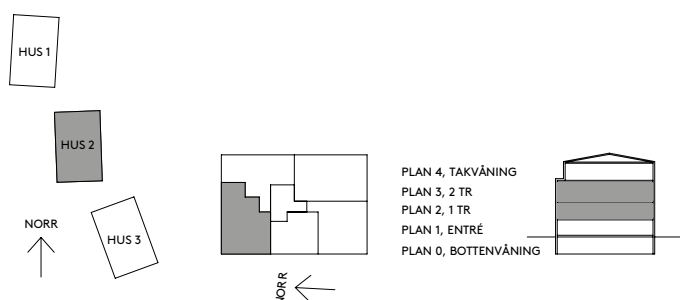 HUS 1
HUS 2
HUS 3
NORR
NORR
PLAN 4, TAKVÅNING
PLAN 3, 2 TR
PLAN 2, 1 TR
PLAN 1, ENTRÉ
PLAN 0, BOTTENVÅNING